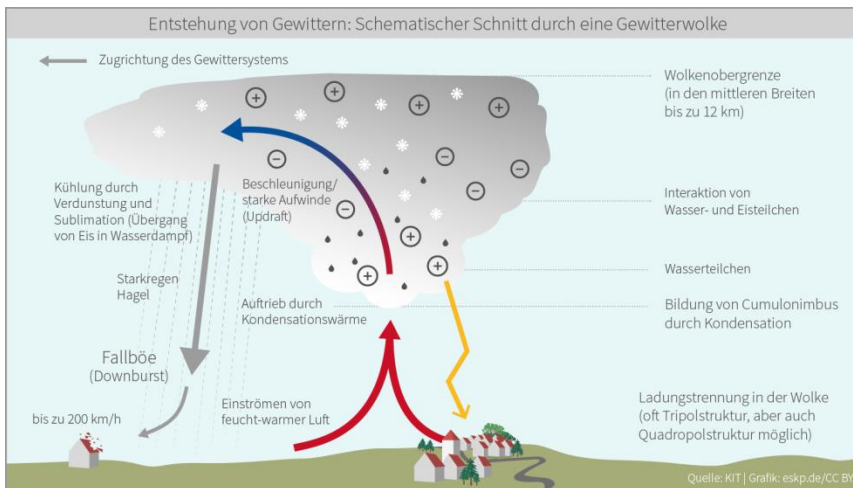 Entstehung von Gewittern: Schematischer Schnitt durch eine Gewitterwolke
Zugrichtung des Gewittersystems
Wolkenobergrenze
(in den mittleren Breiten
bis zu 12 km)
Kühlung durch
Verdunstung und
Sublimation (Übergang
von Eis in Wasserdampf)
Beschleunigung/
starke Aufwinde
(Updraft)
Interaktion von
Wasser- und Eisteilchen
Starkregen
Hagel
Wasserteilchen
Auftrieb durch
Kondensationswärme
Bildung von Cumulonimbus
durch Kondensation
Fallböe
(Downburst)
bis zu 200 km/h
Einströmen von
feucht-warmer Luft
Ladungstrennung in der Wolke
(oft Tripolstruktur, aber auch
Quadropolstruktur möglich)
Quelle: KIT | Grafik: eskp.de/CC BY